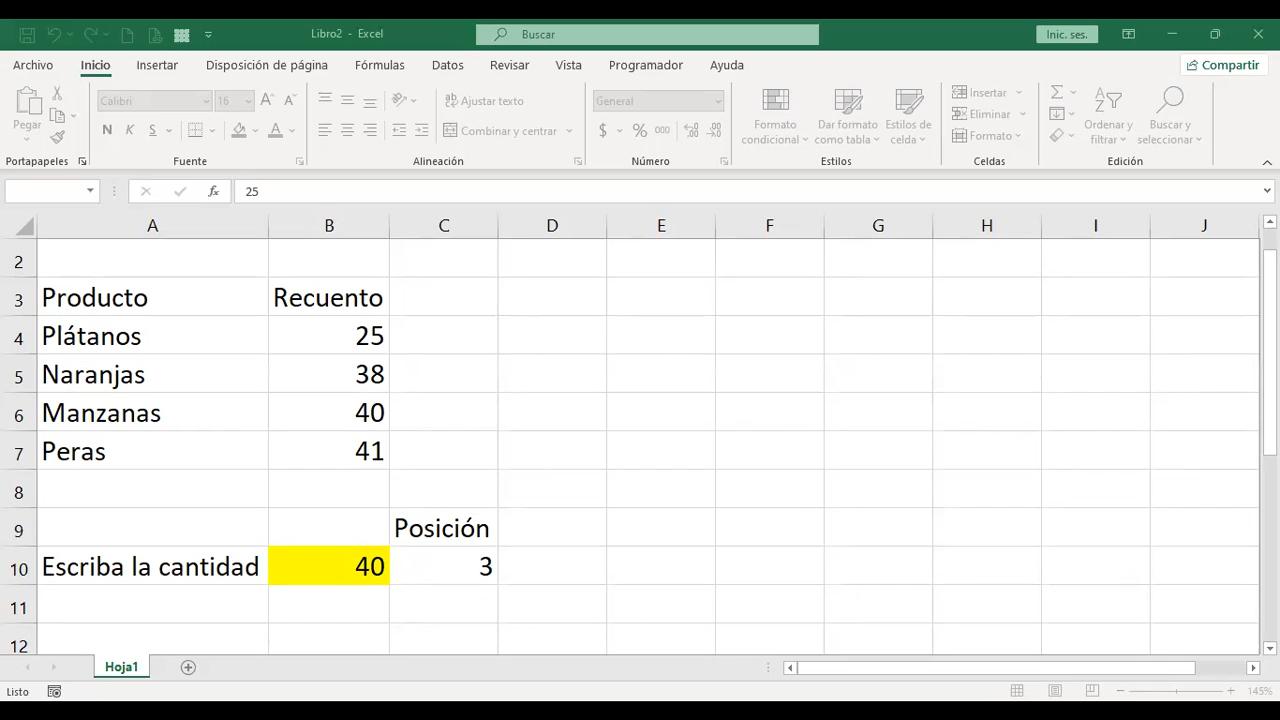 Libro2 - Excel
Buscar
Inic. ses.
Archivo
Inicio
Insertar
Disposición de página
Fórmulas
Datos
Revisar
Vista
Programador
Ayuda
Compartir
Pegar
Calibri
16
N K S
A A
Ajustar texto
Combinar y centrar
General
$ % 000
Formato condicional
Dar formato como tabla
Estilos de celda
Insertar
Eliminar
Formato
Ordenar y filtrar
Buscar y seleccionar
Portapapeles
Fuente
Alineación
Número
Estilos
Celdas
Edición
fx
25
A B C D E F G H I J
2
3 Producto Recuento
4 Plátanos 25
5 Naranjas 38
6 Manzanas 40
7 Peras 41
8
9 Posición
10 Escriba la cantidad 40 3
11
12
Hoja1
Listo
145%